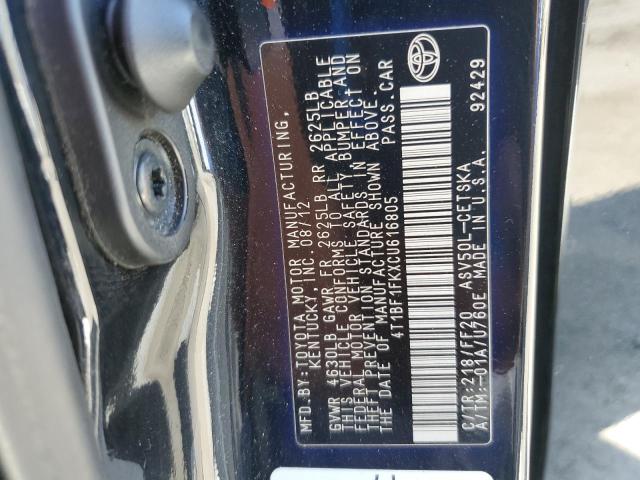 MFD.BY:TOYOTA MOTOR MANUFACTURING,
KENTUCKY, INC. 08/12
GVWR 4630LB GAWR FR 2625LB RR 2625LB
THIS VEHICLE CONFORMS TO ALL APPLICABLE
FEDERAL MOTOR VEHICLE SAFETY, BUMPER,AND
THEFT PREVENTION STANDARDS IN EFFECT ON
THE DATE OF MANUFACTURE SHOWN ABOVE.
4T1BF1FKXCU616805 PASS.CAR
C/TR:218/FF20 ASV50L-CETSKA
A/TM:-01A/U760E MADE IN U.S.A. 92429